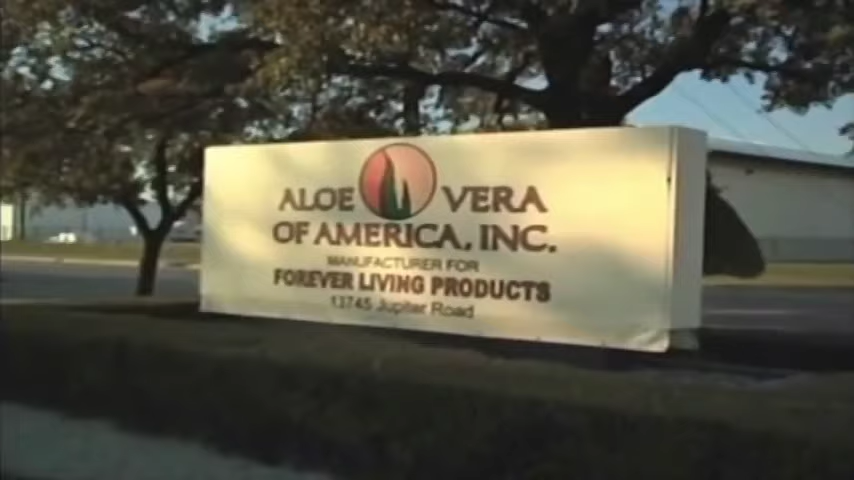 ALOE VERA
OF AMERICA, INC.
MANUFACTURER FOR
FOREVER LIVING PRODUCTS
13745 Jupiter Road